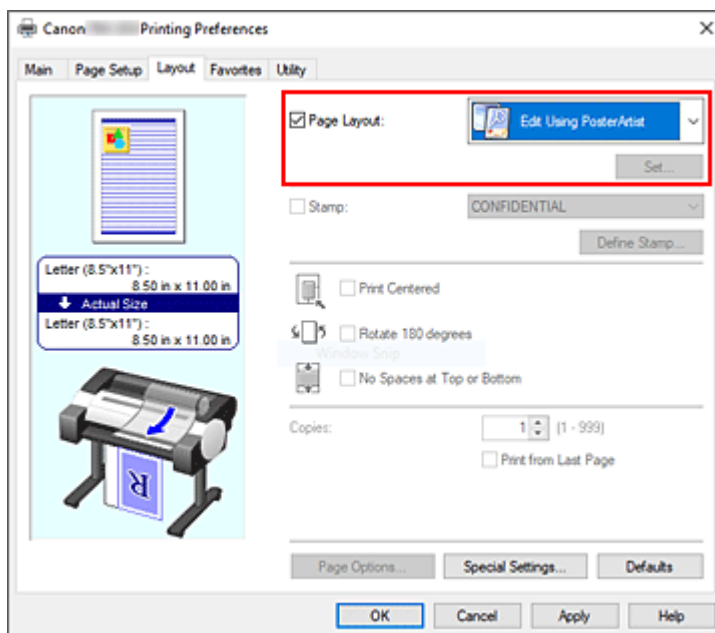 Canon Printing Preferences
Main Page Setup Layout Favorites Utility
Page Layout: Edit Using PosterArtist
Set...
Stamp: CONFIDENTIAL
Define Stamp...
Letter (8.5"x11") :
8.50 in x 11.00 in
Actual Size
Letter (8.5"x11") :
8.50 in x 11.00 in
Print Centered
Rotate 180 degrees
Window Snip
No Spaces at Top or Bottom
Copies: 1 (1 - 999)
Print from Last Page
R
Page Options... Special Settings... Defaults
OK Cancel Apply Help